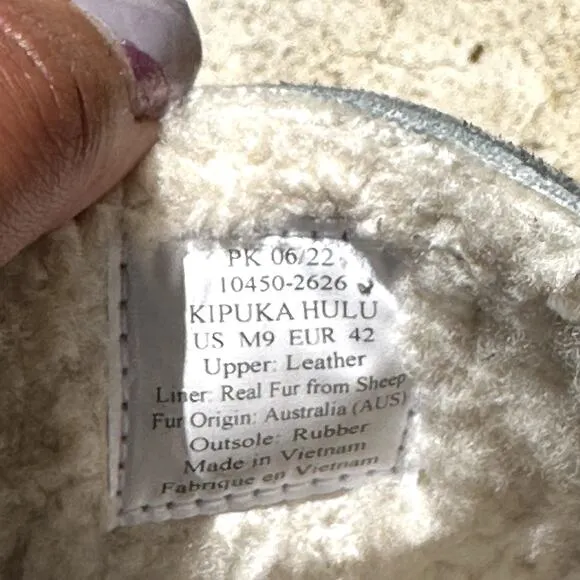 PK 06/22
10450-2626
KIPUKA HULU
US M9 EUR 42
Upper: Leather
Liner: Real Fur from Sheep
Fur Origin: Australia (AUS)
Outsole: Rubber
Made in Vietnam
Fabrique en Vietnam